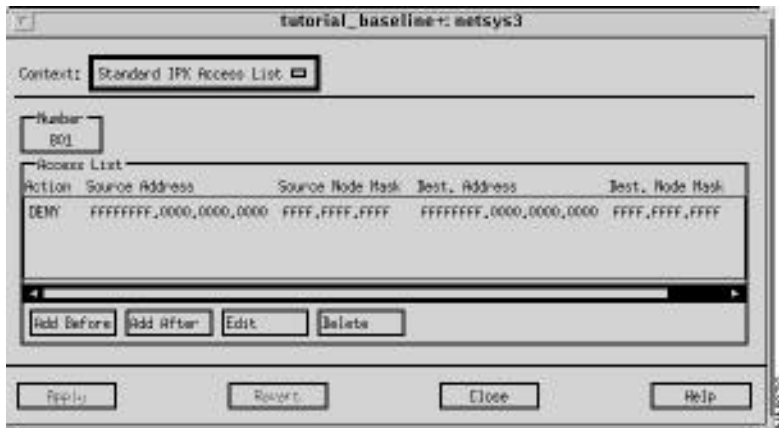 tutorial_baseline+: netsys3
Context: Standard IPX Access List
Number
801
Access List
Action Source Address Source Node Mask Dest. Address Dest. Node Mask
DENY FFFFFFFF.0000.0000.0000 FFFF.FFFF.FFFF FFFFFFFF.0000.0000.0000 FFFF.FFFF.FFFF
Add Before Add After Edit Delete
Apply Revert Close Help